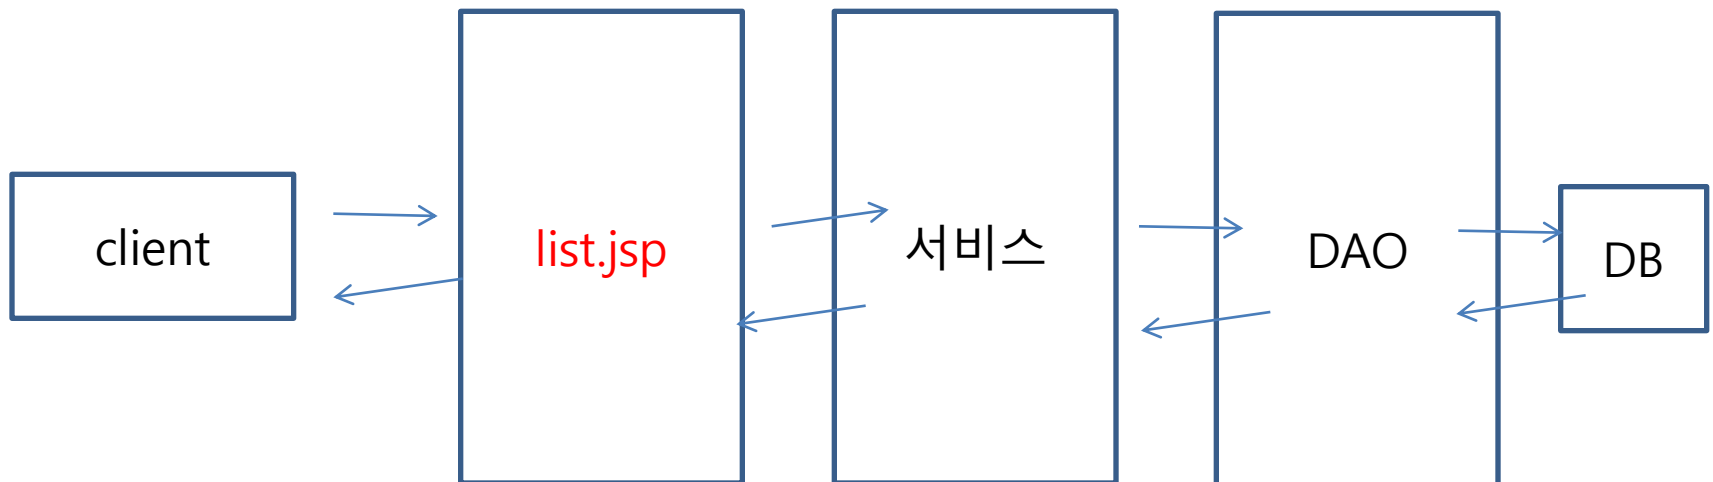 client
list.jsp
서비스
DAO
DB